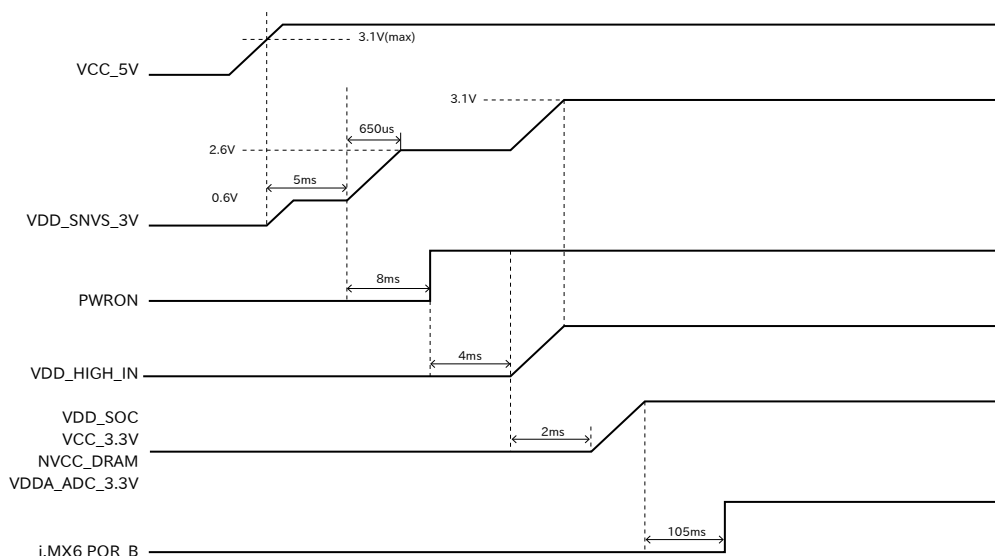 3.1V(max)
VCC_5V
3.1V
650us
2.6V
5ms
0.6V
VDD_SNVS_3V
8ms
PWRON
4ms
VDD_HIGH_IN
VDD_SOC
VCC_3.3V
NVCC_DRAM
VDDA_ADC_3.3V
2ms
105ms
i.MX6 POR_B